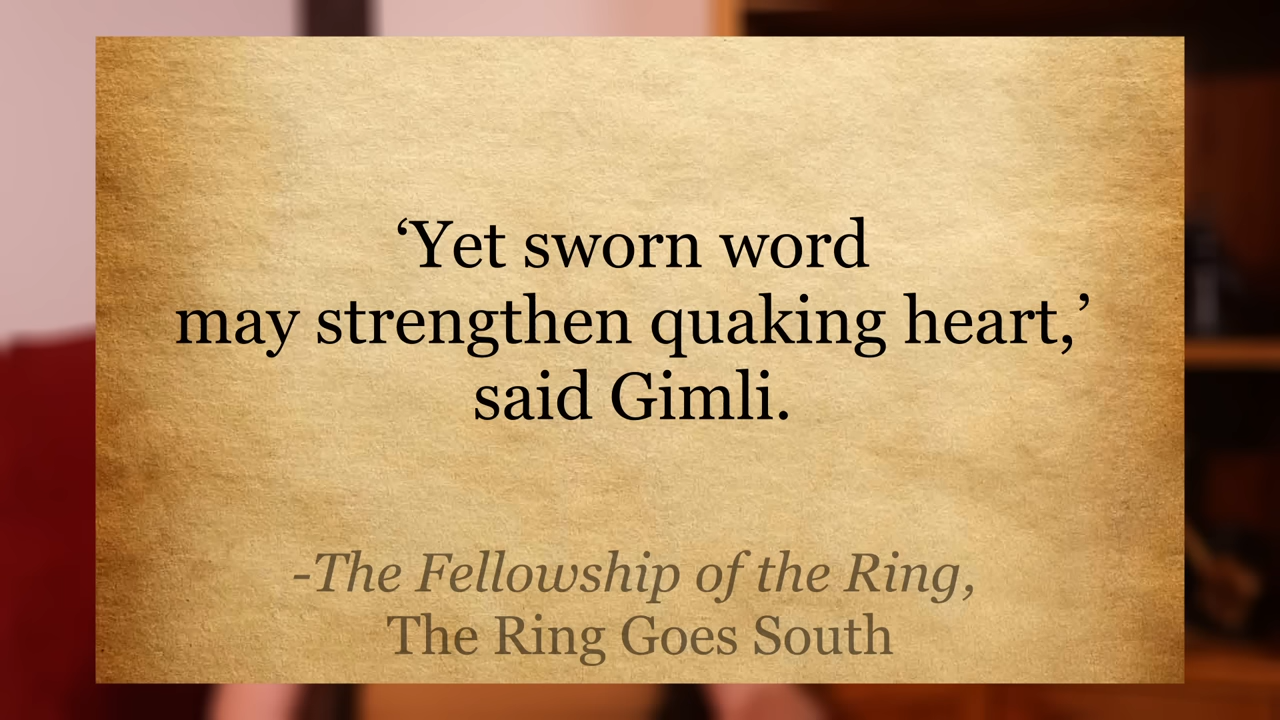 ‘Yet sworn word
may strengthen quaking heart,’
said Gimli.
-The Fellowship of the Ring,
The Ring Goes South